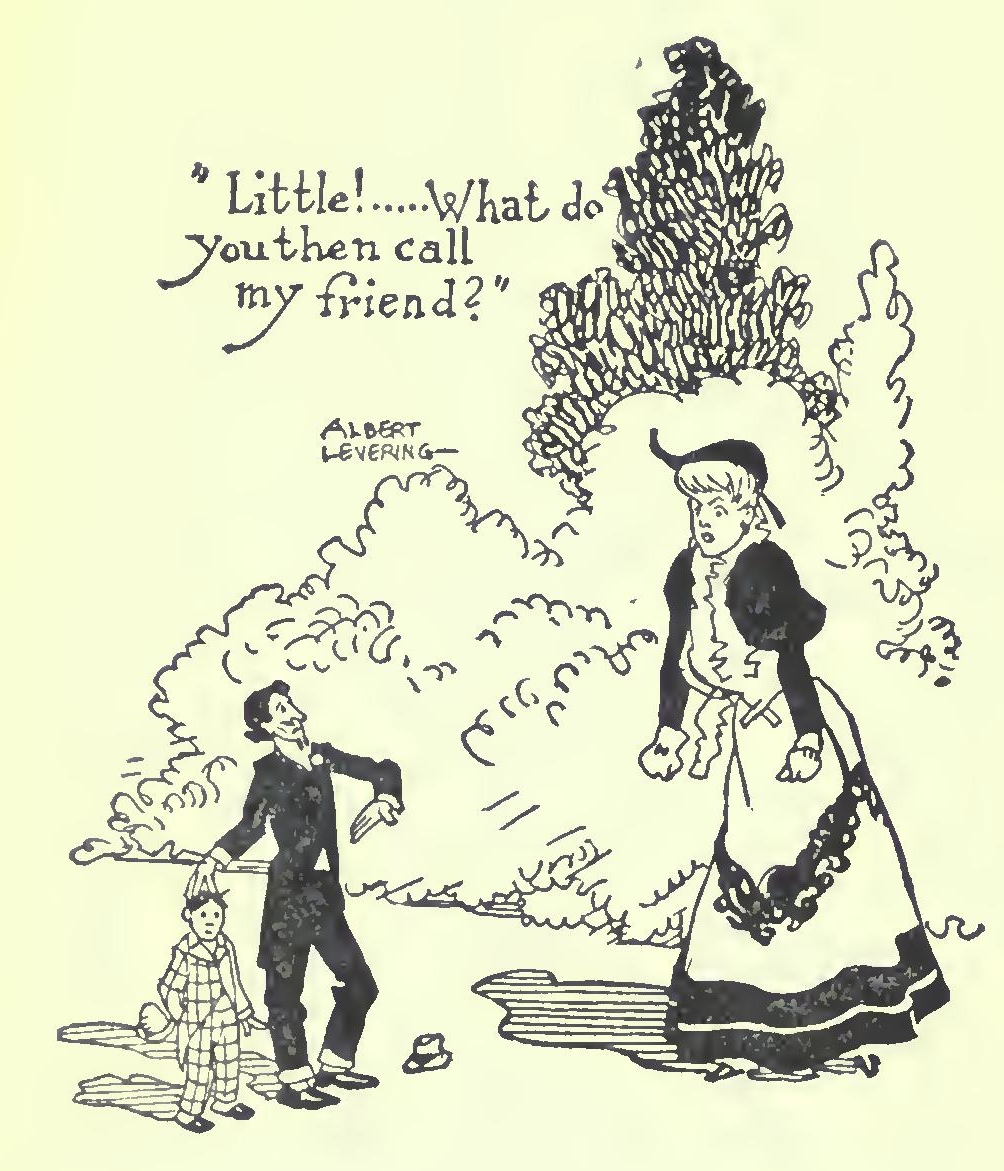 "Little!.....What do
you then call
my friend?"
ALBERT
LEVERING—